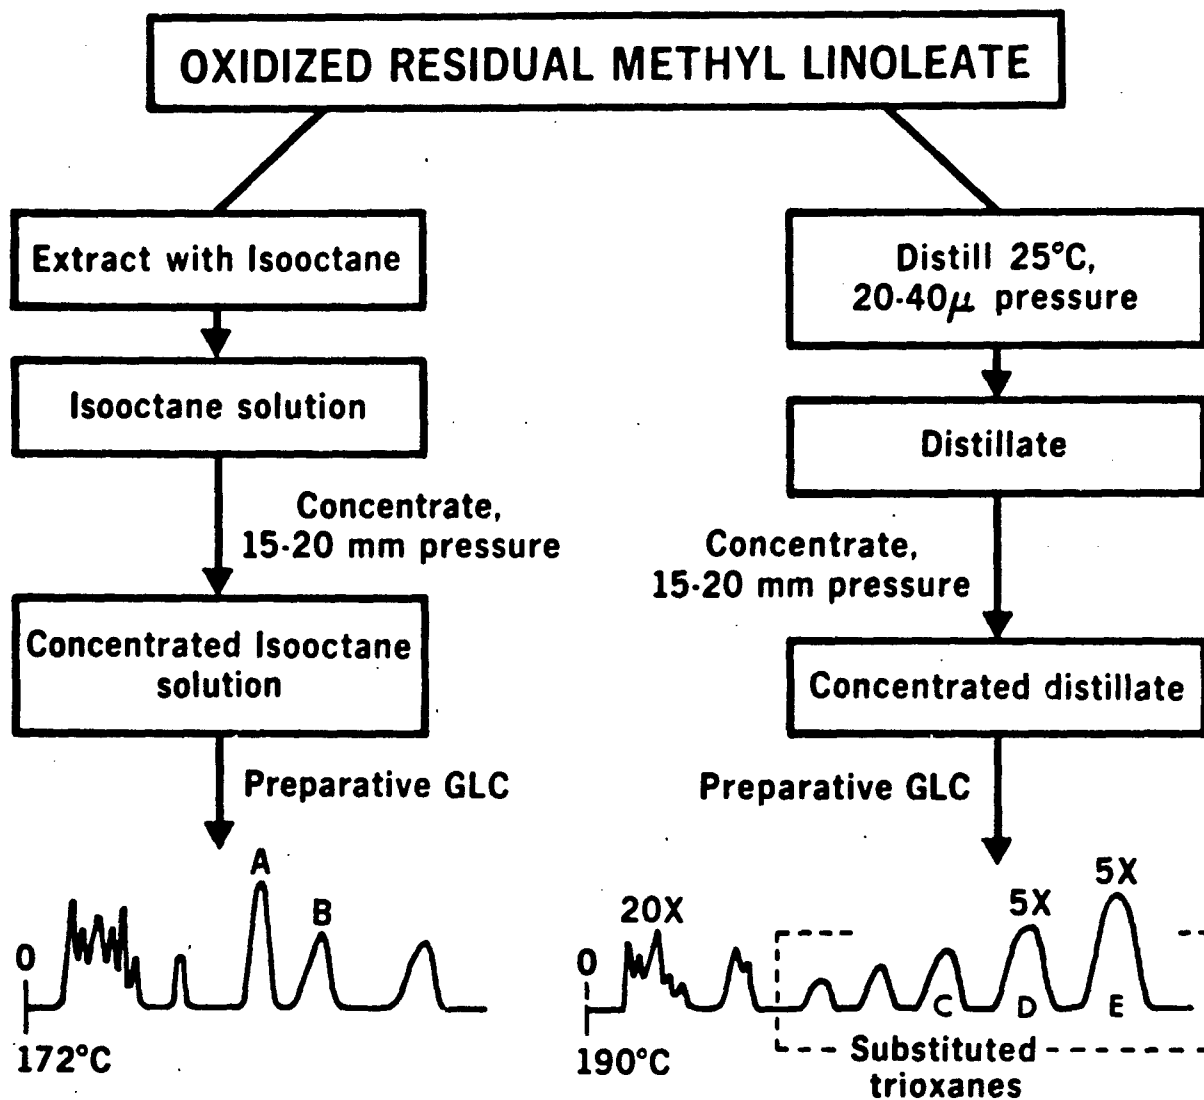 OXIDIZED RESIDUAL METHYL LINOLEATE
Extract with Isooctane
Isooctane solution
Concentrate,
15-20 mm pressure
Concentrated Isooctane
solution
Preparative GLC
A
B
0
172°C
Distill 25°C,
20-40μ pressure
Distillate
Concentrate,
15-20 mm pressure
Concentrated distillate
Preparative GLC
20X
5X
5X
0
C
D
E
190°C
Substituted
trioxanes